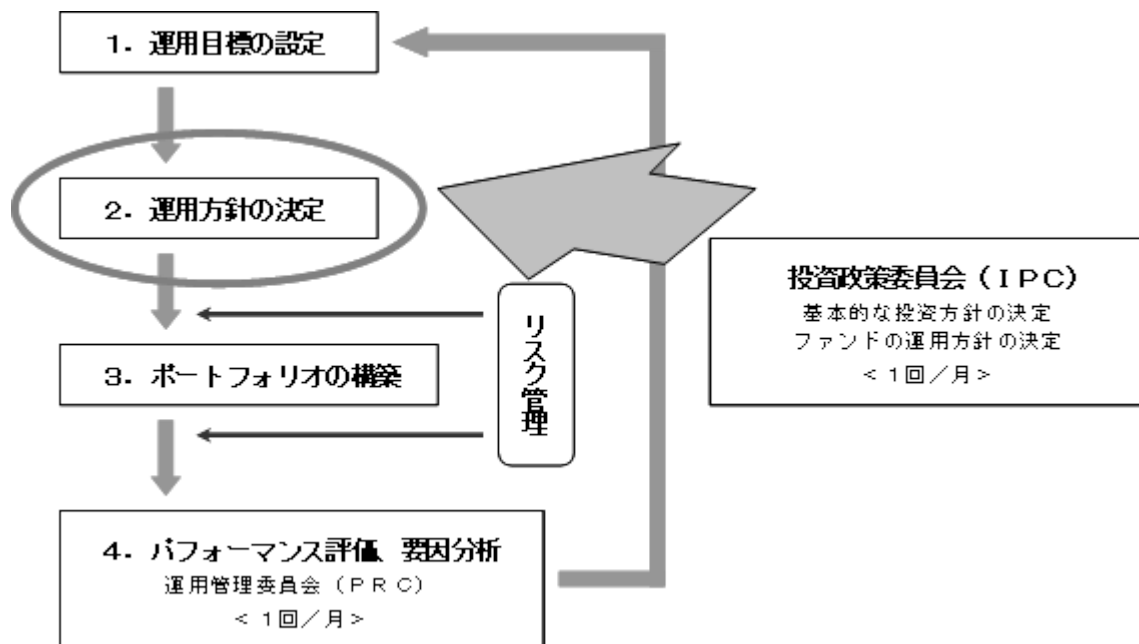 1．運用目標の設定
2．運用方針の決定
リスク管理
投資政策委員会（ＩＰＣ）
基本的な投資方針の決定
ファンドの運用方針の決定
＜１回／月＞
3．ポートフォリオの構築
4．パフォーマンス評価、要因分析
運用管理委員会（ＰＲＣ）
＜１回／月＞